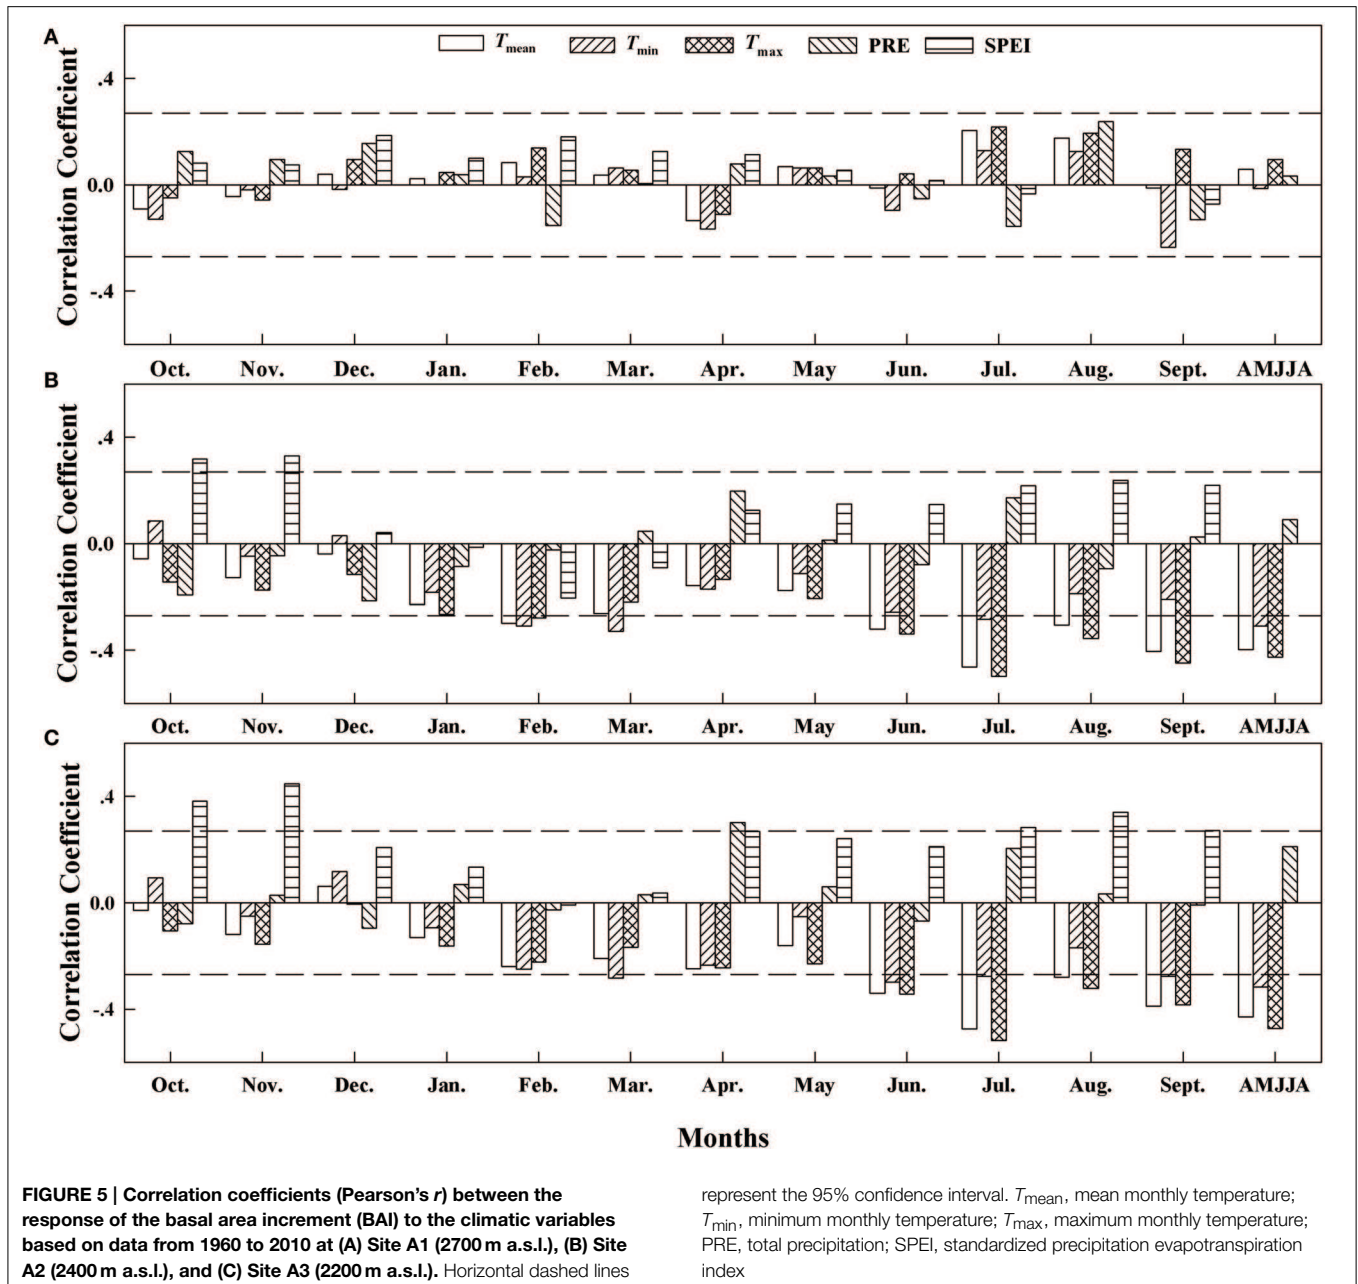 A
T mean T min T max PRE SPEI
Correlation Coefficient
.4
0.0
-.4
Oct. Nov. Dec. Jan. Feb. Mar. Apr. May Jun. Jul. Aug. Sept. AMJJA
B
Correlation Coefficient
.4
0.0
-.4
Oct. Nov. Dec. Jan. Feb. Mar. Apr. May Jun. Jul. Aug. Sept. AMJJA
C
Correlation Coefficient
.4
0.0
-.4
Oct. Nov. Dec. Jan. Feb. Mar. Apr. May Jun. Jul. Aug. Sept. AMJJA
Months
FIGURE 5 | Correlation coefficients (Pearson's r) between the
response of the basal area increment (BAI) to the climatic variables
based on data from 1960 to 2010 at (A) Site A1 (2700 m a.s.l.), (B) Site
A2 (2400 m a.s.l.), and (C) Site A3 (2200 m a.s.l.). Horizontal dashed lines
represent the 95% confidence interval. Tmean, mean monthly temperature;
Tmin, minimum monthly temperature; Tmax, maximum monthly temperature;
PRE, total precipitation; SPEI, standardized precipitation evapotranspiration
index